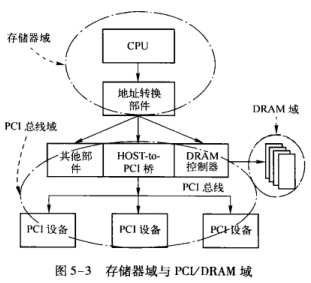 存储器域
CPU
地址转换
部件
DRAM 域
PCI 总线域
其他部
件
HOST-to-
PCI 桥
DRAM
控制器
PCI 总线
PCI 设备
PCI 设备
PCI 设备
图 5-3 存储器域与 PCI/DRAM 域